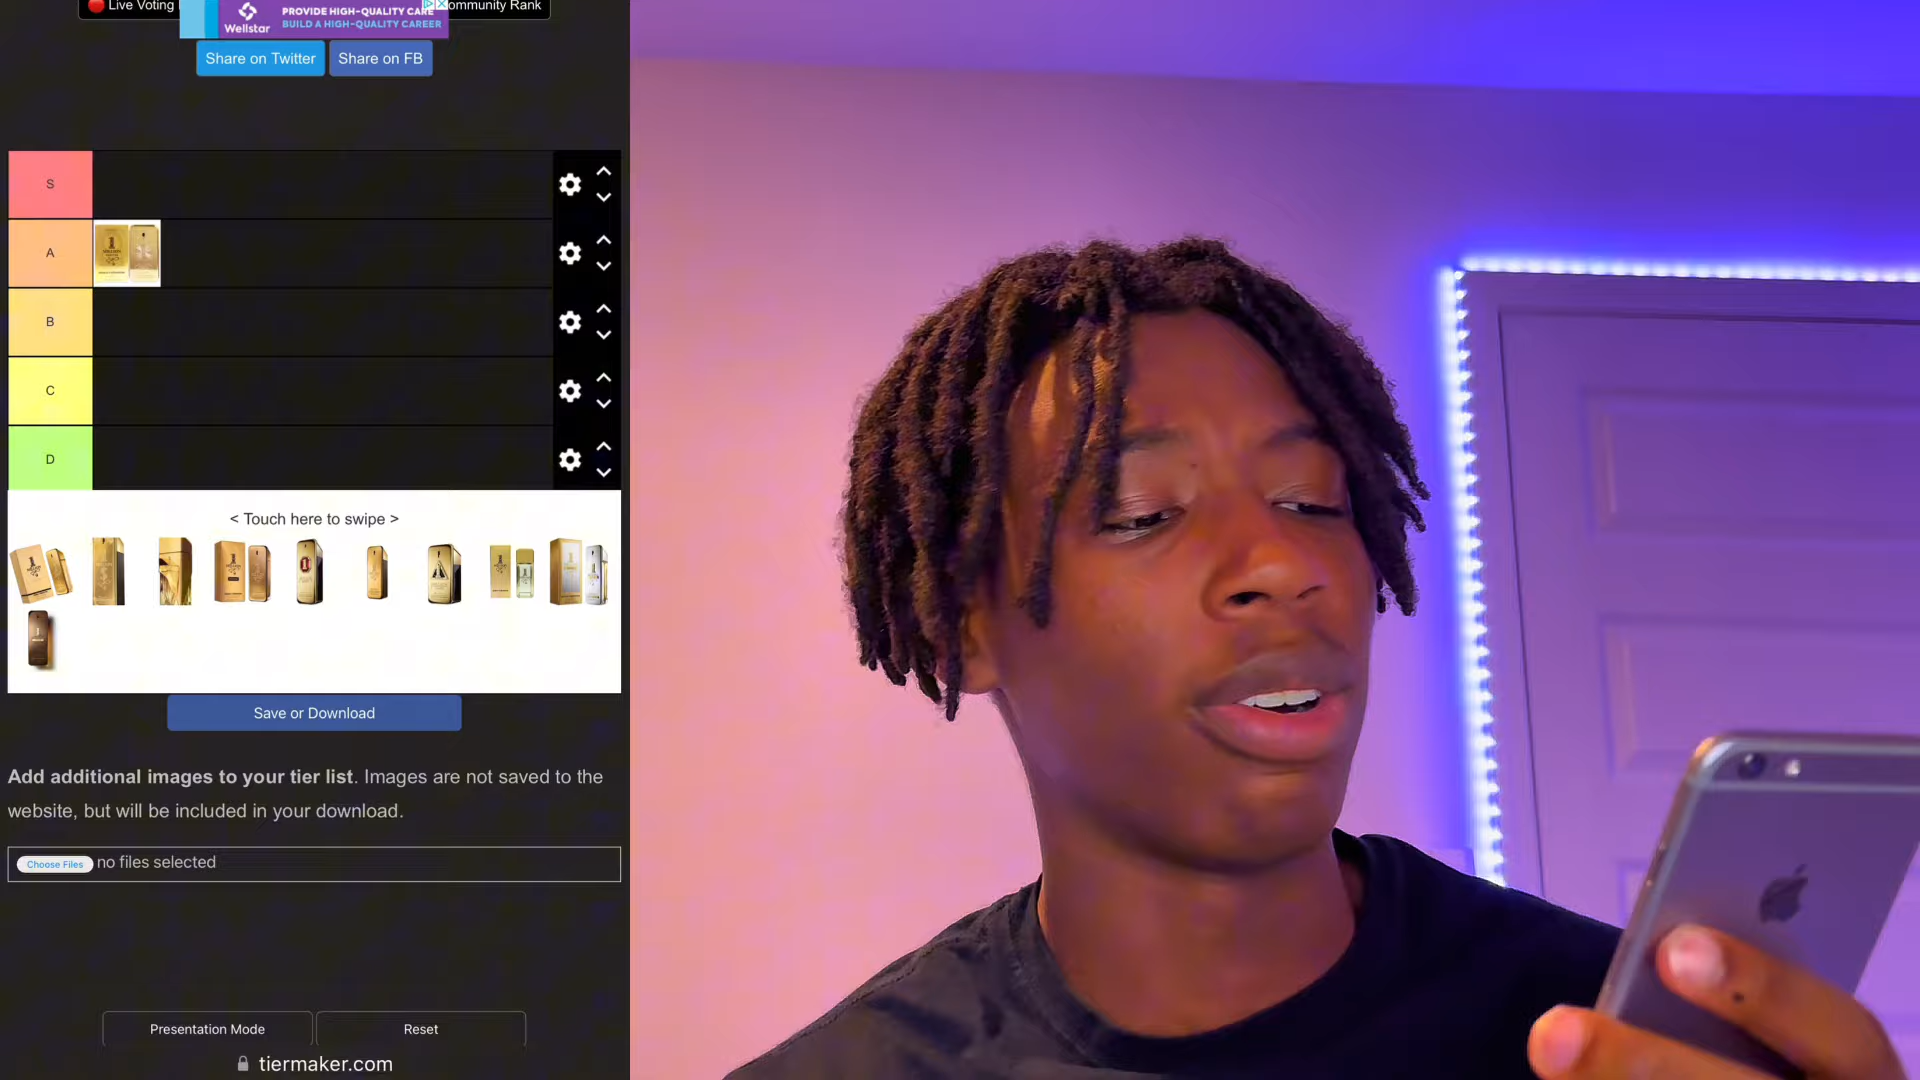 Live Voting
ommunity Rank
Wellstar
PROVIDE HIGH-QUALITY CARE
BUILD A HIGH-QUALITY CAREER
Share on Twitter
Share on FB
S
A
B
C
D
< Touch here to swipe >
Save or Download
Add additional images to your tier list. Images are not saved to the
website, but will be included in your download.
Choose Files no files selected
Presentation Mode
Reset
tiermaker.com